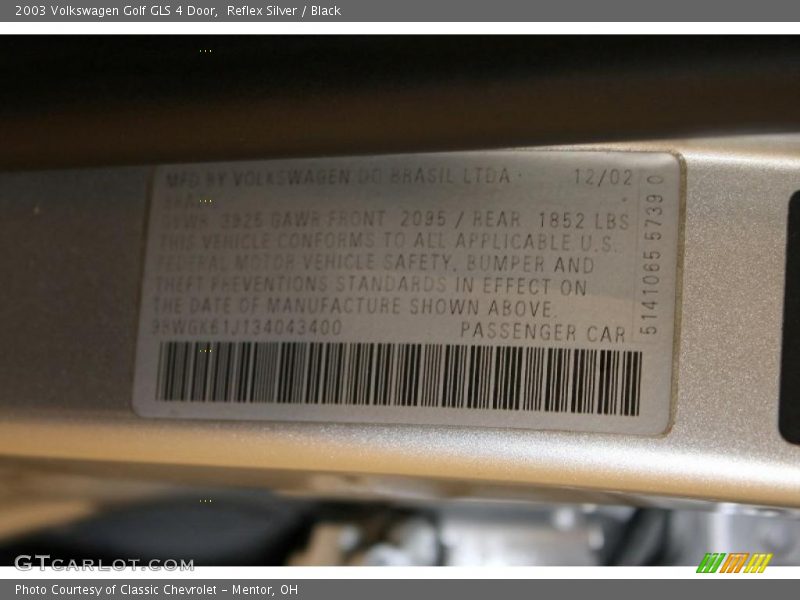 2003 Volkswagen Golf GLS 4 Door,  Reflex Silver / Black
MFD BY VOLKSWAGEN DO BRASIL LTDA 12/02
BRAZIL
GVWR 3925 GAWR FRONT 2095 / REAR 1852 LBS
THIS VEHICLE CONFORMS TO ALL APPLICABLE U.S.
FEDERAL MOTOR VEHICLE SAFETY, BUMPER AND
THEFT PREVENTIONS STANDARDS IN EFFECT ON
THE DATE OF MANUFACTURE SHOWN ABOVE.
9BWGK61J134043400 PASSENGER CAR
5141065 5739 0
GTcarlot.com
Photo Courtesy of Classic Chevrolet - Mentor, OH